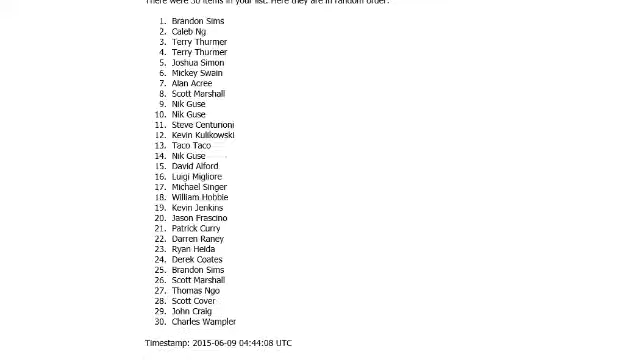 There were 30 items in your list. Here they are in random order:
1. Brandon Sims
2. Caleb Ng
3. Terry Thurmer
4. Terry Thurmer
5. Joshua Simon
6. Mickey Swain
7. Alan Acree
8. Scott Marshall
9. Nik Guse
10. Nik Guse
11. Steve Centurioni
12. Kevin Kulikowski
13. Taco Taco
14. Nik Guse
15. David Alford
16. Luigi Migliore
17. Michael Singer
18. William Hobbie
19. Kevin Jenkins
20. Jason Frascino
21. Patrick Curry
22. Darren Raney
23. Ryan Heida
24. Derek Coates
25. Brandon Sims
26. Scott Marshall
27. Thomas Ngo
28. Scott Cover
29. John Craig
30. Charles Wampler
Timestamp: 2015-06-09 04:44:08 UTC